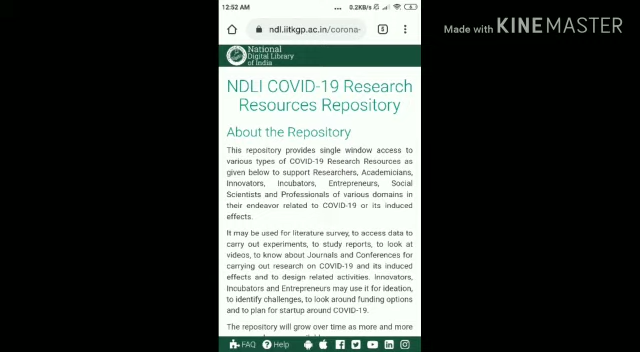 12:52 AM
... 0.2KB/s
Made with KINEMASTER
ndl.iitkgp.ac.in/corona-
National
Digital Library
of India
NDLI COVID-19 Research
Resources Repository
About the Repository
This repository provides single window access to
various types of COVID-19 Research Resources as
given below to support Researchers, Academicians,
Innovators, Incubators, Entrepreneurs, Social
Scientists and Professionals of various domains in
their endeavor related to COVID-19 or its induced
effects.
It may be used for literature survey, to access data to
carry out experiments, to study reports, to look at
videos, to know about Journals and Conferences for
carrying out research on COVID-19 and its induced
effects and to design related activities. Innovators,
Incubators and Entrepreneurs may use it for ideation,
to identify challenges, to look around funding options
and to plan for startup around COVID-19.
The repository will grow over time as more and more
FAQ Help